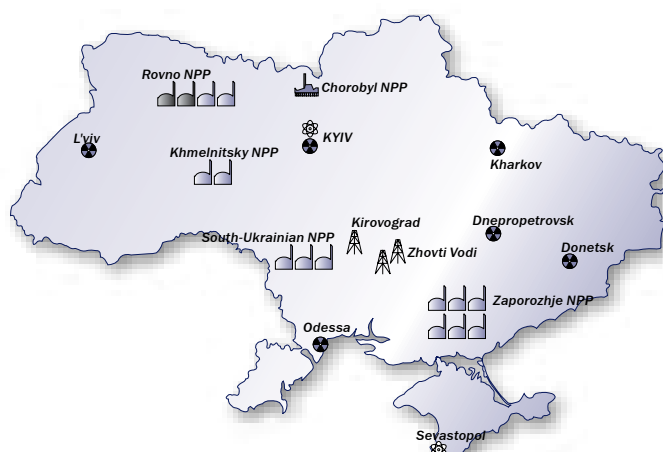 Rovno NPP
Chorobyl NPP
L'viv
KYIV
Khmelnitsky NPP
Kharkov
Kirovograd
Dnepropetrovsk
South-Ukrainian NPP
Zhovti Vodi
Donetsk
Zaporozhje NPP
Odessa
Sevastopol